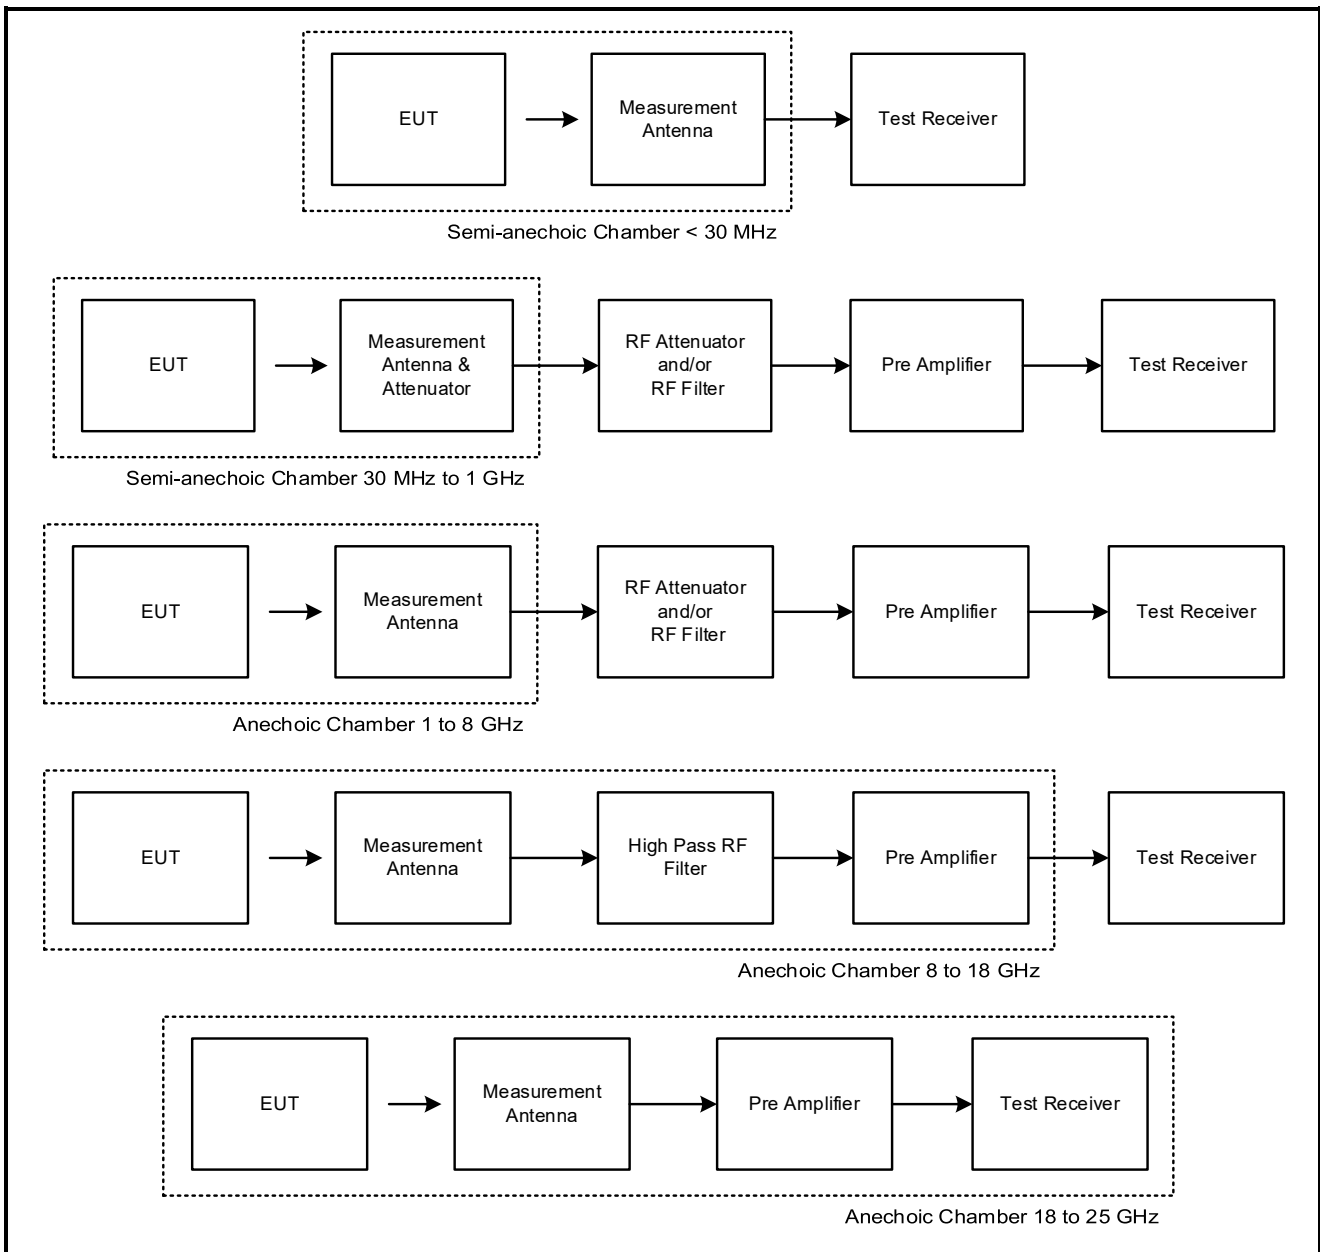 EUT
Measurement
Antenna
Test Receiver
Semi-anechoic Chamber < 30 MHz
EUT
Measurement
Antenna &
Attenuator
RF Attenuator
and/or
RF Filter
Pre Amplifier
Test Receiver
Semi-anechoic Chamber 30 MHz to 1 GHz
EUT
Measurement
Antenna
RF Attenuator
and/or
RF Filter
Pre Amplifier
Test Receiver
Anechoic Chamber 1 to 8 GHz
EUT
Measurement
Antenna
High Pass RF
Filter
Pre Amplifier
Test Receiver
Anechoic Chamber 8 to 18 GHz
EUT
Measurement
Antenna
Pre Amplifier
Test Receiver
Anechoic Chamber 18 to 25 GHz